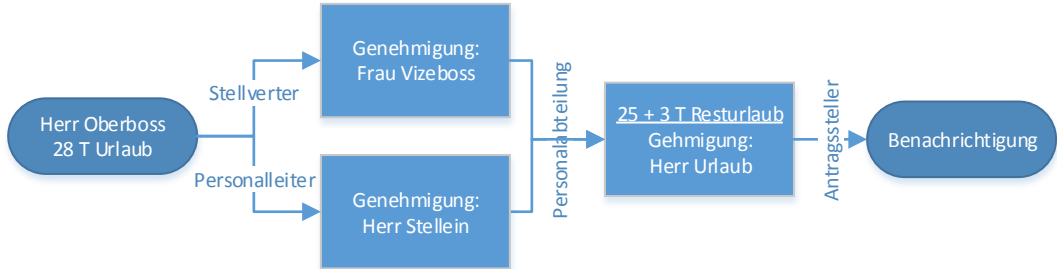 Herr Oberboss
28 T Urlaub
Stellverter
Personalleiter
Genehmigung:
Frau Vizeboss
Genehmigung:
Herr Stellein
Personalabteilung
25 + 3 T Resturlaub
Gehmigung:
Herr Urlaub
Antragssteller
Benachrichtigung